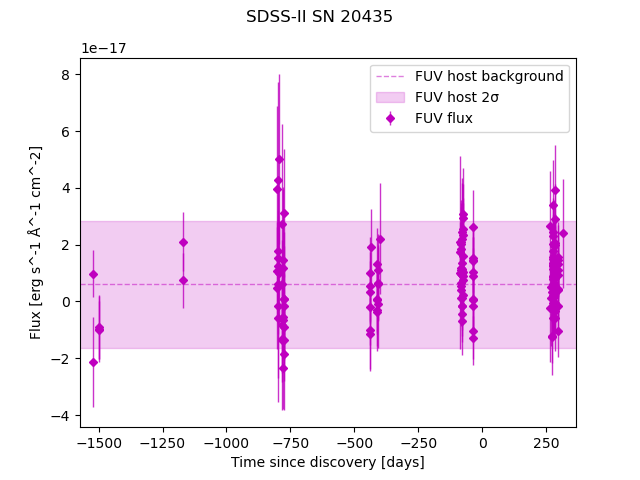 SDSS-II SN 20435
1e−17
FUV host background
FUV host 2σ
FUV flux
8
6
4
2
0
−2
−4
Flux [erg s^-1 Å^-1 cm^-2]
−1500 −1250 −1000 −750 −500 −250 0 250
Time since discovery [days]